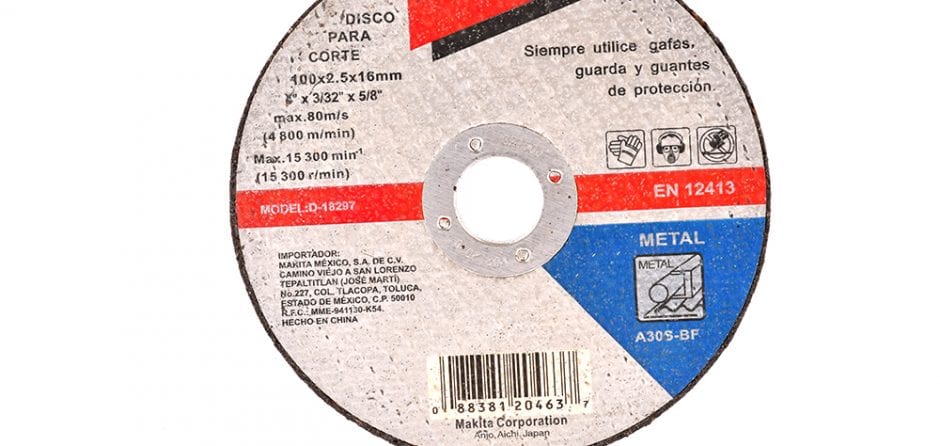 DISCO
PARA
CORTE
100x2.5x16mm
4" x 3/32" x 5/8"
max.80m/s
(4 800 m/min)
Max.15 300 min-1
(15 300 r/min)
MODEL:D-18297
Siempre utilice gafas,
guarda y guantes
de protección.
EN 12413
METAL
METAL
A30S-BF
IMPORTADOR:
MAKITA MÉXICO, S.A. DE C.V.
CAMINO VIEJO A SAN LORENZO
TEPALTITLAN (JOSÉ MARTÍ)
No.227, COL. TLACOPA, TOLUCA,
ESTADO DE MÉXICO, C.P. 50010
R.F.C.: MME-941130-K54.
HECHO EN CHINA
0 88381 20463 7
Makita Corporation
Anjo, Aichi, Japan